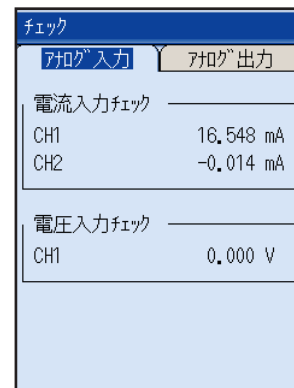 ﾁｪｯｸ
ｱﾅﾛｸﾞ入力 ｱﾅﾛｸﾞ出力
電流入力ﾁｪｯｸ
CH1 16.548 mA
CH2 -0.014 mA
電圧入力ﾁｪｯｸ
CH1 0.000 V